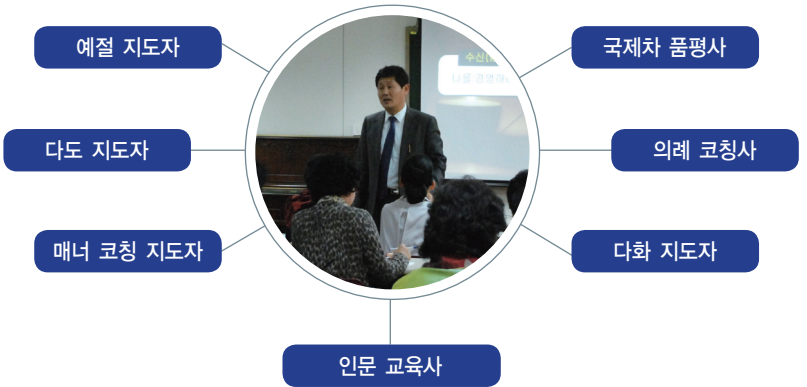 예절 지도자
국제차 품평사
다도 지도자
의례 코칭사
매너 코칭 지도자
다화 지도자
인문 교육사